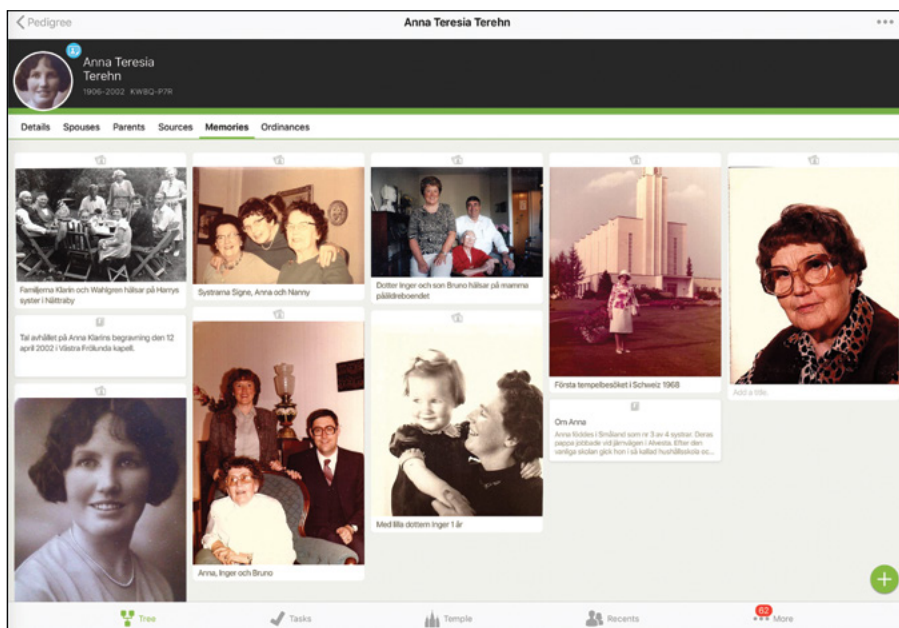 Pedigree
Anna Teresia Terehn
Anna Teresia
Terehn
1906-2002 KWBQ-P7R
Details Spouses Parents Sources Memories Ordinances
Familjerna Klarin och Wahlgren hälsar på Harrys
syster i Nättraby
Tal avhållet på Anna Klarins begravning den 12
april 2002 i Västra Frölunda kapell.
Systrarna Signe, Anna och Nanny
Anna, Inger och Bruno
Dotter Inger och son Bruno hälsar på mamma
påäldreboendet
Med lilla dottern Inger 1 år
Första tempelbesöket i Schweiz 1968
Om Anna
Anna föddes i Småland som nr 3 av 4 systrar. Deras
pappa jobbade vid järnvägen i Alvesta. Efter den
vanliga skolan gick hon i så kallad hushållsskola oc...
Add a title.
Tree Tasks Temple Recents 62 More